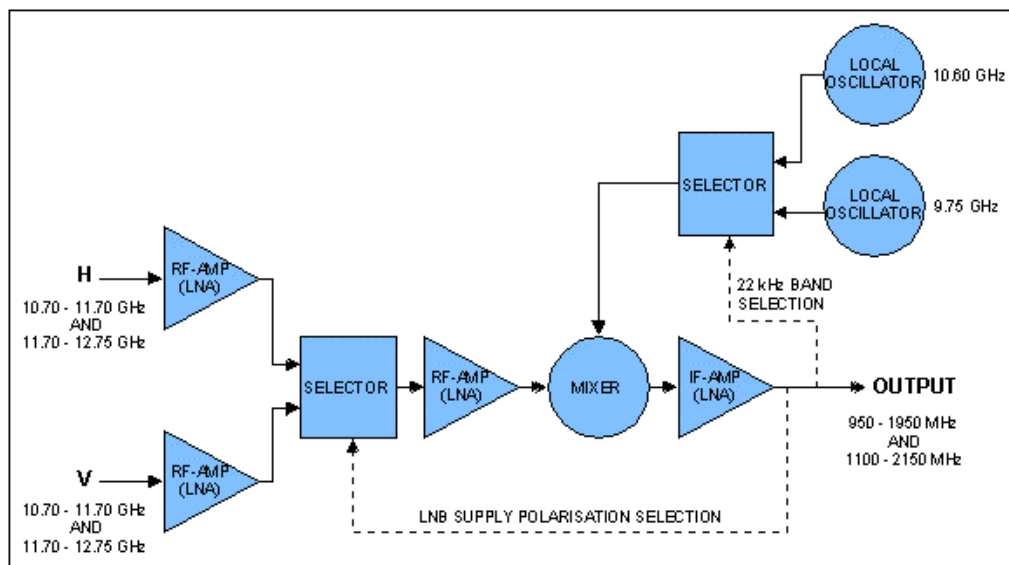 LOCAL
OSCILLATOR
10.60 GHz
SELECTOR
LOCAL
OSCILLATOR
9.75 GHz
H
RF-AMP
(LNA)
10.70 - 11.70 GHz
AND
11.70 - 12.75 GHz
22 kHz BAND
SELECTION
SELECTOR
RF-AMP
(LNA)
MIXER
IF-AMP
(LNA)
OUTPUT
950 - 1950 MHz
AND
1100 - 2150 MHz
V
RF-AMP
(LNA)
10.70 - 11.70 GHz
AND
11.70 - 12.75 GHz
LNB SUPPLY POLARISATION SELECTION